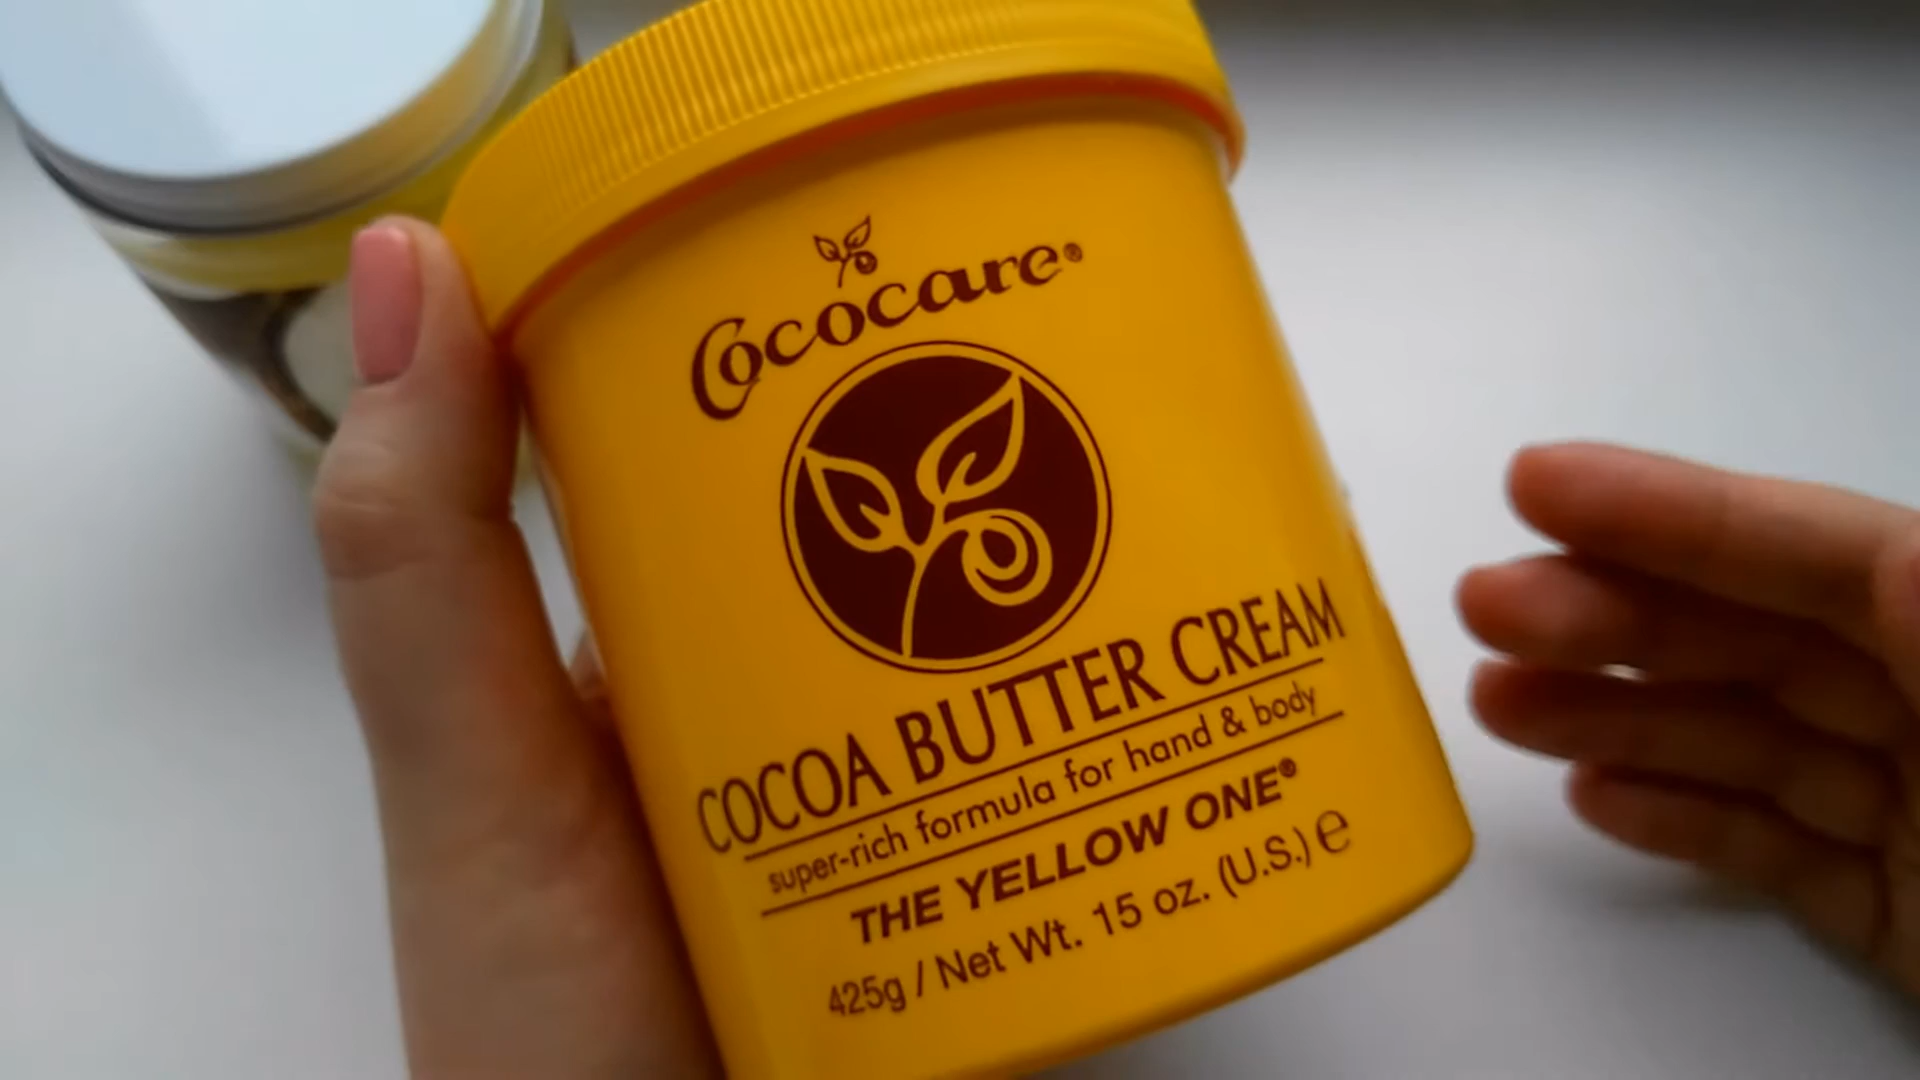 Cococare®
COCOA BUTTER CREAM
super-rich formula for hand & body
THE YELLOW ONE®
425g / Net Wt. 15 oz. (U.S.) ℮